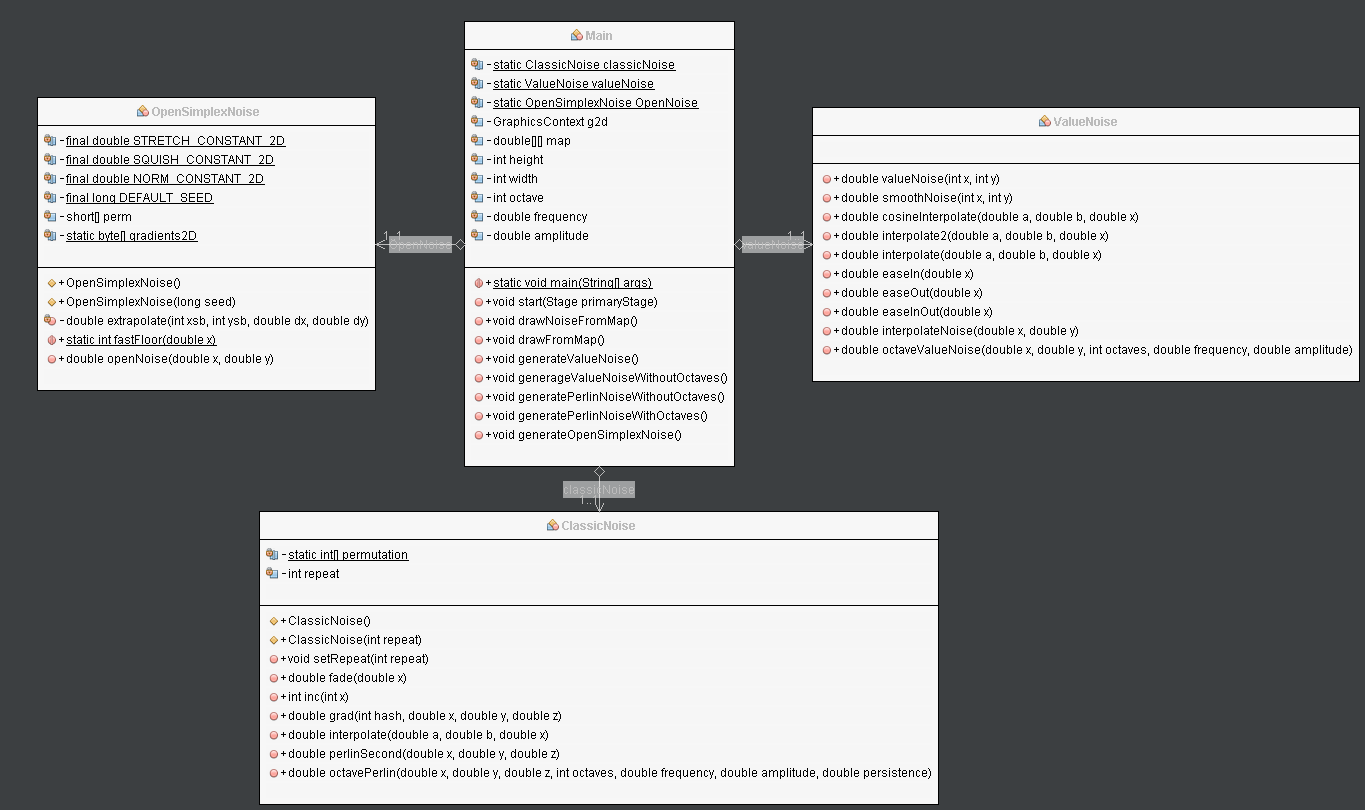 Main
-static ClassicNoise classicNoise
-static ValueNoise valueNoise
-static OpenSimplexNoise OpenNoise
-GraphicsContext g2d
-double[][] map
-int height
-int width
-int octave
-double frequency
-double amplitude
+static void main(String[] args)
+void start(Stage primaryStage)
+void drawNoiseFromMap()
+void drawFromMap()
+void generateValueNoise()
+void generageValueNoiseWithoutOctaves()
+void generatePerlinNoiseWithoutOctaves()
+void generatePerlinNoiseWithOctaves()
+void generateOpenSimplexNoise()
OpenSimplexNoise
-final double STRETCH_CONSTANT_2D
-final double SQUISH_CONSTANT_2D
-final double NORM_CONSTANT_2D
-final long DEFAULT_SEED
-short[] perm
-static byte[] gradients2D
+OpenSimplexNoise()
+OpenSimplexNoise(long seed)
-double extrapolate(int xsb, int ysb, double dx, double dy)
+static int fastFloor(double x)
+double openNoise(double x, double y)
1..1
OpenNoise
ValueNoise
+double valueNoise(int x, int y)
+double smoothNoise(int x, int y)
+double cosineInterpolate(double a, double b, double x)
+double interpolate2(double a, double b, double x)
+double interpolate(double a, double b, double x)
+double easeIn(double x)
+double easeOut(double x)
+double easeInOut(double x)
+double interpolateNoise(double x, double y)
+double octaveValueNoise(double x, double y, int octaves, double frequency, double amplitude)
1..1
valueNoise
classicNoise
1...
ClassicNoise
-static int[] permutation
-int repeat
+ClassicNoise()
+ClassicNoise(int repeat)
+void setRepeat(int repeat)
+double fade(double x)
+int inc(int x)
+double grad(int hash, double x, double y, double z)
+double interpolate(double a, double b, double x)
+double perlinSecond(double x, double y, double z)
+double octavePerlin(double x, double y, double z, int octaves, double frequency, double amplitude, double persistence)